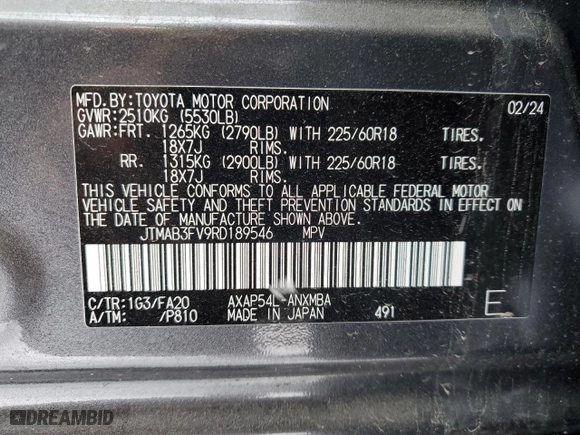 MFD.BY:TOYOTA MOTOR CORPORATION 02/24
GVWR:2510KG (5530LB)
GAWR:FRT. 1265KG (2790LB) WITH 225/60R18 TIRES.
18X7J RIMS.
RR. 1315KG (2900LB) WITH 225/60R18 TIRES.
18X7J RIMS.
THIS VEHICLE CONFORMS TO ALL APPLICABLE FEDERAL MOTOR
VEHICLE SAFETY AND THEFT PREVENTION STANDARDS IN EFFECT ON
THE DATE OF MANUFACTURE SHOWN ABOVE.
JTMAB3FV9RD189546 MPV
C/TR:1G3/FA20 AXAP54L-ANXMBA
A/TM: /P810 MADE IN JAPAN 491 E
DREAMBID